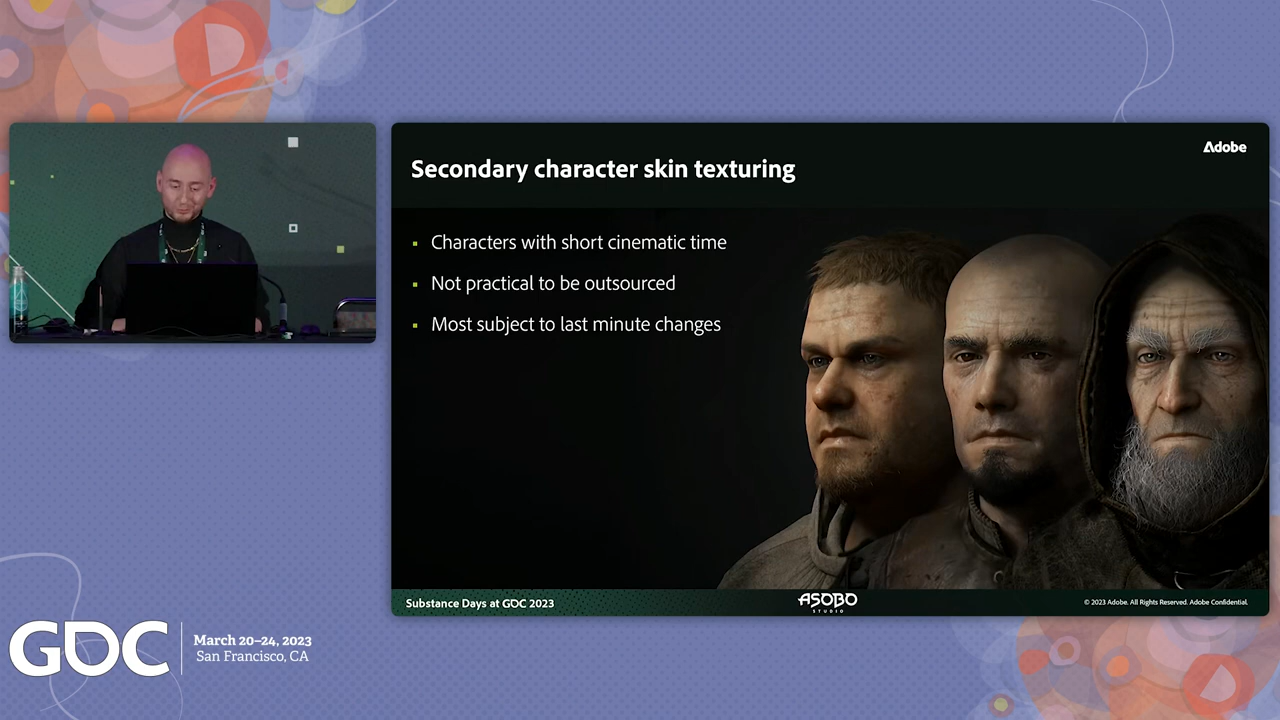 Adobe
Secondary character skin texturing
Characters with short cinematic time
Not practical to be outsourced
Most subject to last minute changes
Substance Days at GDC 2023
ASOBO
STUDIO
© 2023 Adobe. All Rights Reserved. Adobe Confidential.
GDC
March 20–24, 2023
San Francisco, CA